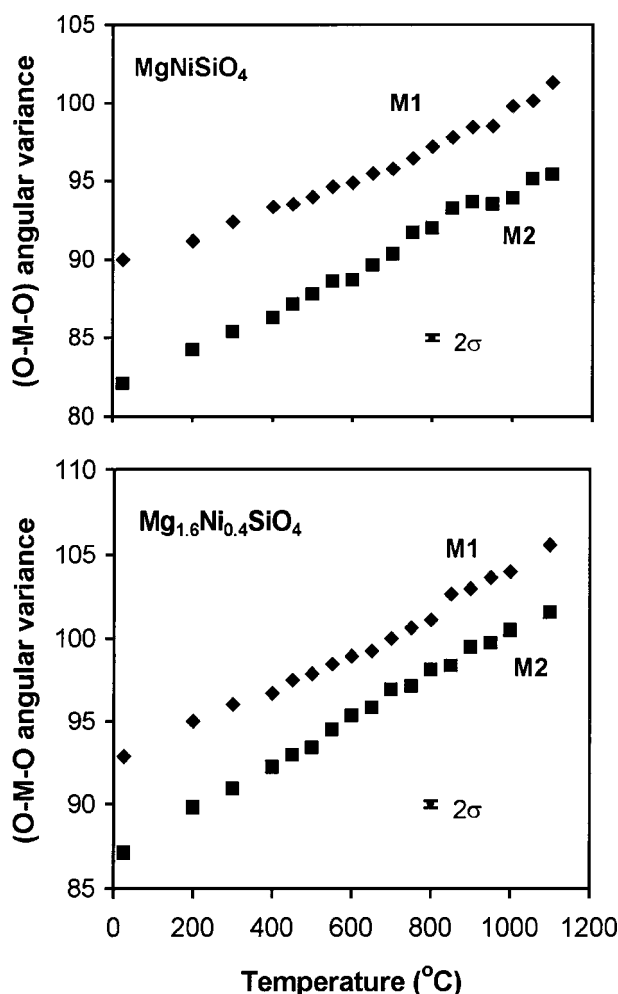 105
MgNiSiO4
100
M1
95
90
M2
85
2σ
80
(O-M-O) angular variance
110
Mg1.6Ni0.4SiO4
105
M1
100
M2
95
90
2σ
85
(O-M-O angular variance
0 200 400 600 800 1000 1200
Temperature (oC)